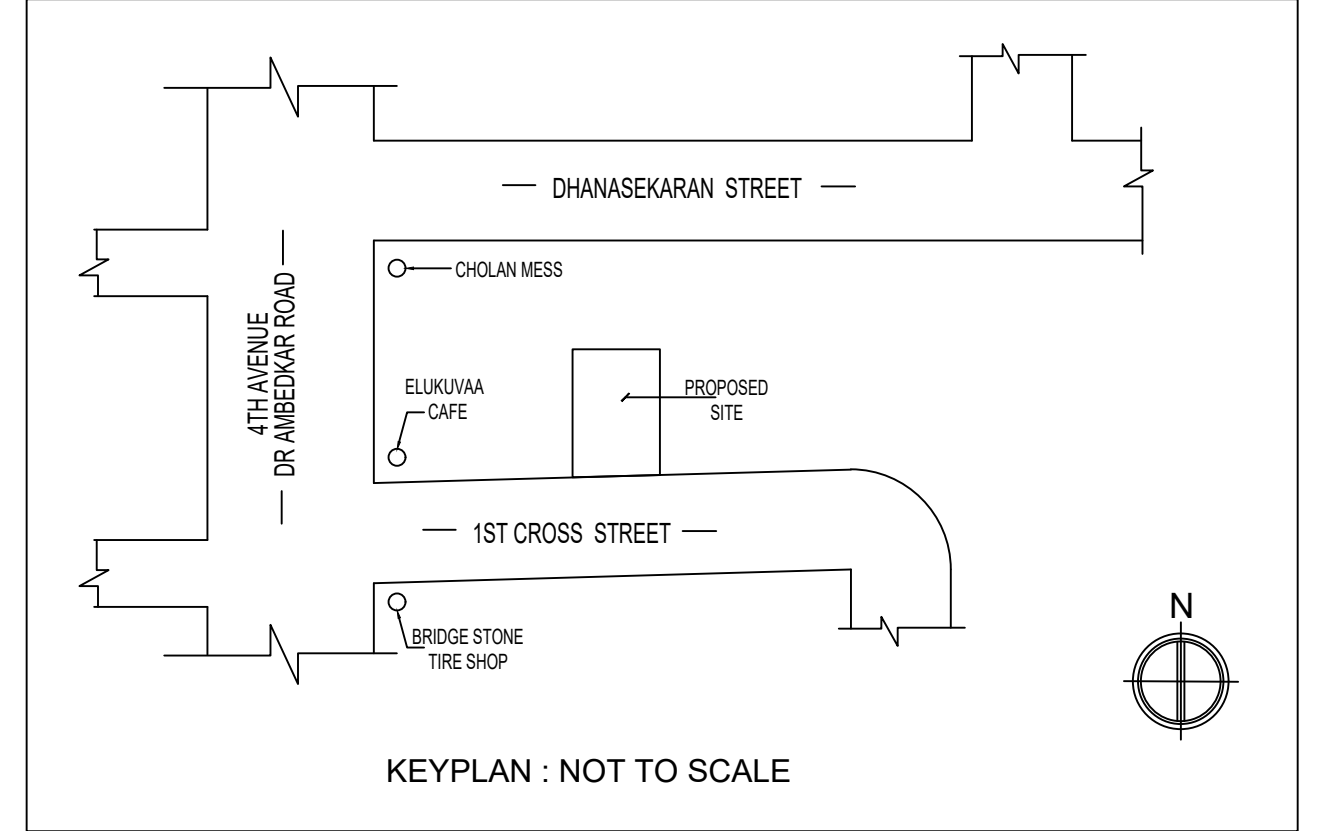 DHANASEKARAN STREET
CHOLAN MESS
4TH AVENUE
DR AMBEDKAR ROAD
ELUKUVAA
CAFE
PROPOSED
SITE
1ST CROSS STREET
BRIDGE STONE
TIRE SHOP
N
KEYPLAN : NOT TO SCALE